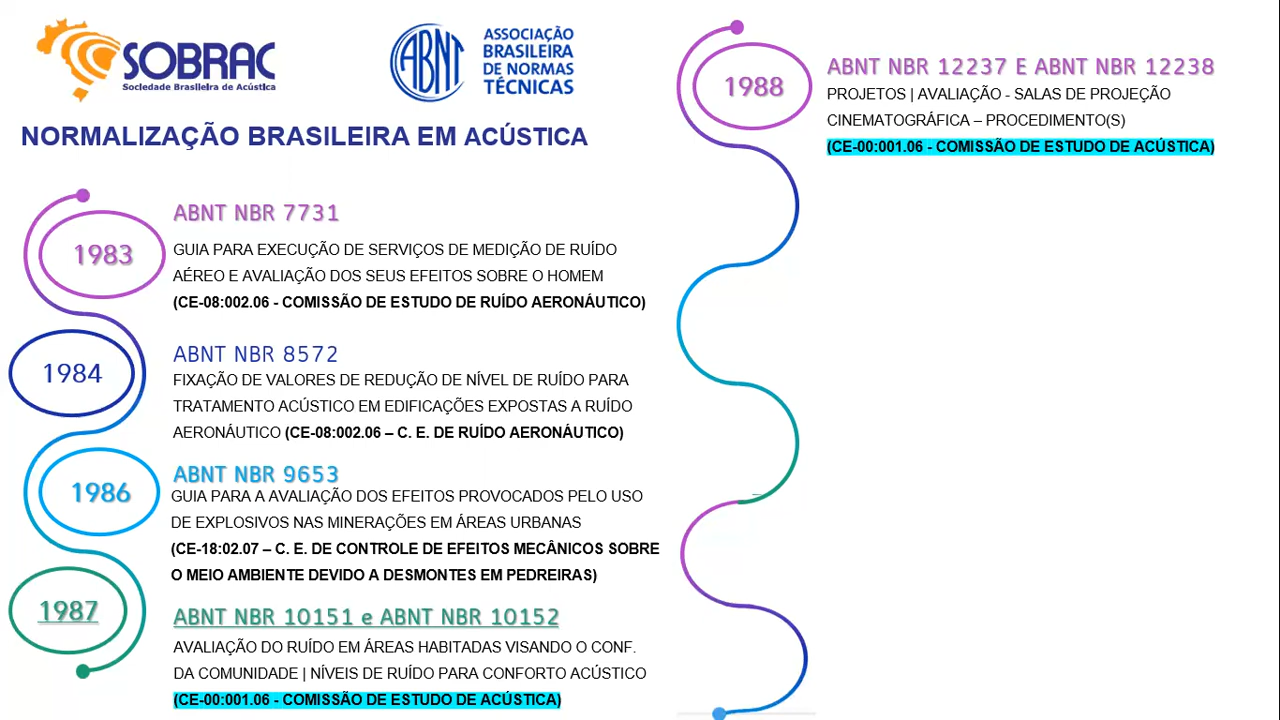 SOBRAC
Sociedade Brasileira de Acústica
ABNT
ASSOCIAÇÃO
BRASILEIRA
DE NORMAS
TÉCNICAS
NORMALIZAÇÃO BRASILEIRA EM ACÚSTICA
1983
ABNT NBR 7731
GUIA PARA EXECUÇÃO DE SERVIÇOS DE MEDIÇÃO DE RUÍDO
AÉREO E AVALIAÇÃO DOS SEUS EFEITOS SOBRE O HOMEM
(CE-08:002.06 - COMISSÃO DE ESTUDO DE RUÍDO AERONÁUTICO)
1984
ABNT NBR 8572
FIXAÇÃO DE VALORES DE REDUÇÃO DE NÍVEL DE RUÍDO PARA
TRATAMENTO ACÚSTICO EM EDIFICAÇÕES EXPOSTAS A RUÍDO
AERONÁUTICO (CE-08:002.06 – C. E. DE RUÍDO AERONÁUTICO)
1986
ABNT NBR 9653
GUIA PARA A AVALIAÇÃO DOS EFEITOS PROVOCADOS PELO USO
DE EXPLOSIVOS NAS MINERAÇÕES EM ÁREAS URBANAS
(CE-18:02.07 – C. E. DE CONTROLE DE EFEITOS MECÂNICOS SOBRE
O MEIO AMBIENTE DEVIDO A DESMONTES EM PEDREIRAS)
1987
ABNT NBR 10151 e ABNT NBR 10152
AVALIAÇÃO DO RUÍDO EM ÁREAS HABITADAS VISANDO O CONF.
DA COMUNIDADE | NÍVEIS DE RUÍDO PARA CONFORTO ACÚSTICO
(CE-00:001.06 - COMISSÃO DE ESTUDO DE ACÚSTICA)
1988
ABNT NBR 12237 E ABNT NBR 12238
PROJETOS | AVALIAÇÃO - SALAS DE PROJEÇÃO
CINEMATOGRÁFICA – PROCEDIMENTO(S)
(CE-00:001.06 - COMISSÃO DE ESTUDO DE ACÚSTICA)